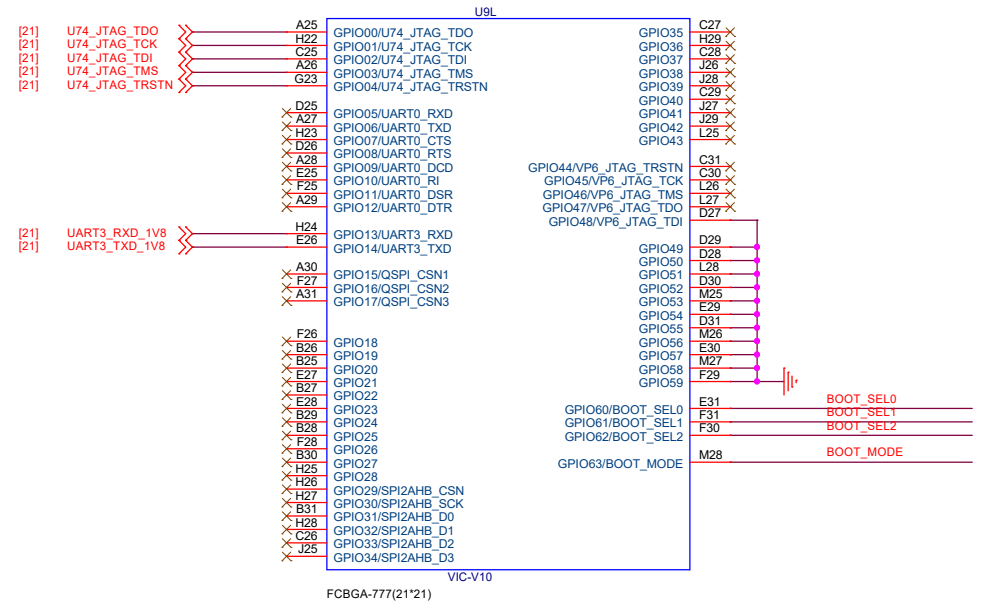 U9L
[21] U74_JTAG_TDO A25 GPIO00/U74_JTAG_TDO
[21] U74_JTAG_TCK H22 GPIO01/U74_JTAG_TCK
[21] U74_JTAG_TDI C25 GPIO02/U74_JTAG_TDI
[21] U74_JTAG_TMS A26 GPIO03/U74_JTAG_TMS
[21] U74_JTAG_TRSTN G23 GPIO04/U74_JTAG_TRSTN
D25 GPIO05/UART0_RXD
A27 GPIO06/UART0_TXD
H23 GPIO07/UART0_CTS
D26 GPIO08/UART0_RTS
A28 GPIO09/UART0_DCD
E25 GPIO10/UART0_RI
F25 GPIO11/UART0_DSR
A29 GPIO12/UART0_DTR
[21] UART3_RXD_1V8 H24 GPIO13/UART3_RXD
[21] UART3_TXD_1V8 E26 GPIO14/UART3_TXD
A30 GPIO15/QSPI_CSN1
F27 GPIO16/QSPI_CSN2
A31 GPIO17/QSPI_CSN3
F26 GPIO18
B26 GPIO19
B25 GPIO20
E27 GPIO21
B27 GPIO22
E28 GPIO23
B29 GPIO24
B28 GPIO25
F28 GPIO26
B30 GPIO27
H25 GPIO28
H26 GPIO29/SPI2AHB_CSN
H27 GPIO30/SPI2AHB_SCK
B31 GPIO31/SPI2AHB_D0
H28 GPIO32/SPI2AHB_D1
C26 GPIO33/SPI2AHB_D2
J25 GPIO34/SPI2AHB_D3
GPIO35 C27
GPIO36 H29
GPIO37 C28
GPIO38 J26
GPIO39 J28
GPIO40 C29
GPIO41 J27
GPIO42 J29
GPIO43 L25
GPIO44/VP6_JTAG_TRSTN C31
GPIO45/VP6_JTAG_TCK C30
GPIO46/VP6_JTAG_TMS L26
GPIO47/VP6_JTAG_TDO L27
GPIO48/VP6_JTAG_TDI D27
GPIO49 D29
GPIO50 D28
GPIO51 L28
GPIO52 D30
GPIO53 M25
GPIO54 E29
GPIO55 D31
GPIO56 M26
GPIO57 E30
GPIO58 M27
GPIO59 F29
GPIO60/BOOT_SEL0 E31 BOOT_SEL0
GPIO61/BOOT_SEL1 F31 BOOT_SEL1
GPIO62/BOOT_SEL2 F30 BOOT_SEL2
GPIO63/BOOT_MODE M28 BOOT_MODE
VIC-V10
FCBGA-777(21*21)